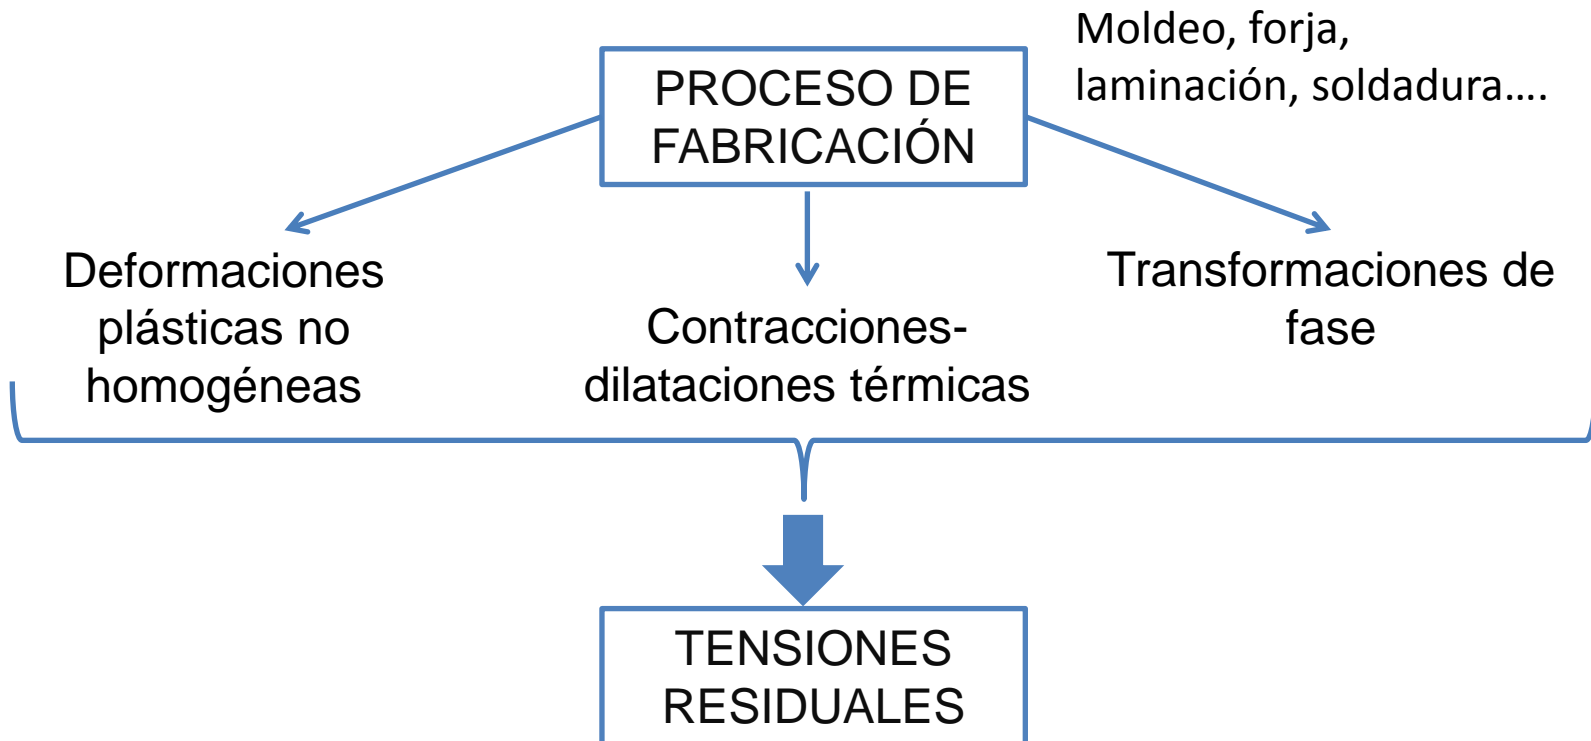 Moldeo, forja,
laminación, soldadura….
PROCESO DE
FABRICACIÓN
Deformaciones
plásticas no
homogéneas
Contracciones-
dilataciones térmicas
Transformaciones de
fase
TENSIONES
RESIDUALES